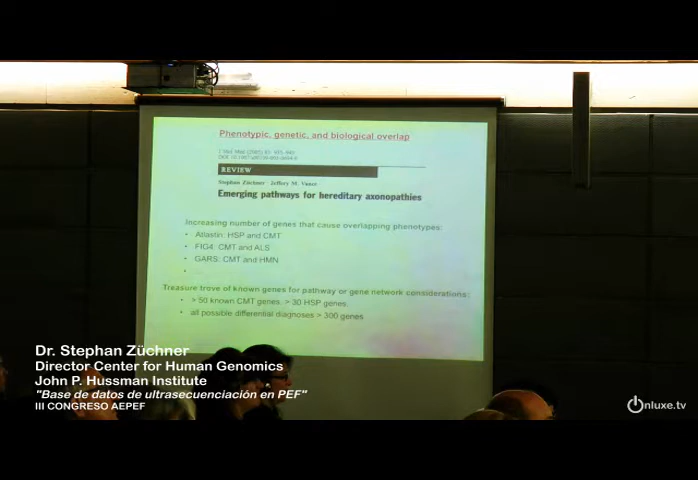 Phenotypic, genetic, and biological overlap
REVIEW
Stephan Züchner · Jeffery M. Vance
Emerging pathways for hereditary axonopathies
Increasing number of genes that cause overlapping phenotypes:
• Atlastin: HSP and CMT
• FIG4: CMT and ALS
• GARS: CMT and HMN
•
Treasure trove of known genes for pathway or gene network considerations:
• > 50 known CMT genes, > 30 HSP genes,
• all possible differential diagnoses > 300 genes
Dr. Stephan Züchner
Director Center for Human Genomics
John P. Hussman Institute
"Base de datos de ultrasecuenciación en PEF"
III CONGRESO AEPEF
Onluxe.tv